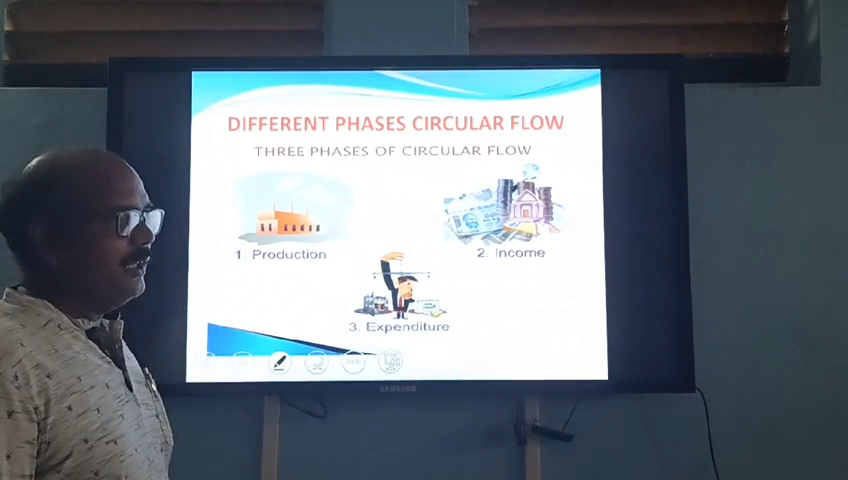 DIFFERENT PHASES CIRCULAR FLOW
THREE PHASES OF CIRCULAR FLOW
1. Production
2. Income
3. Expenditure
SAMSUNG